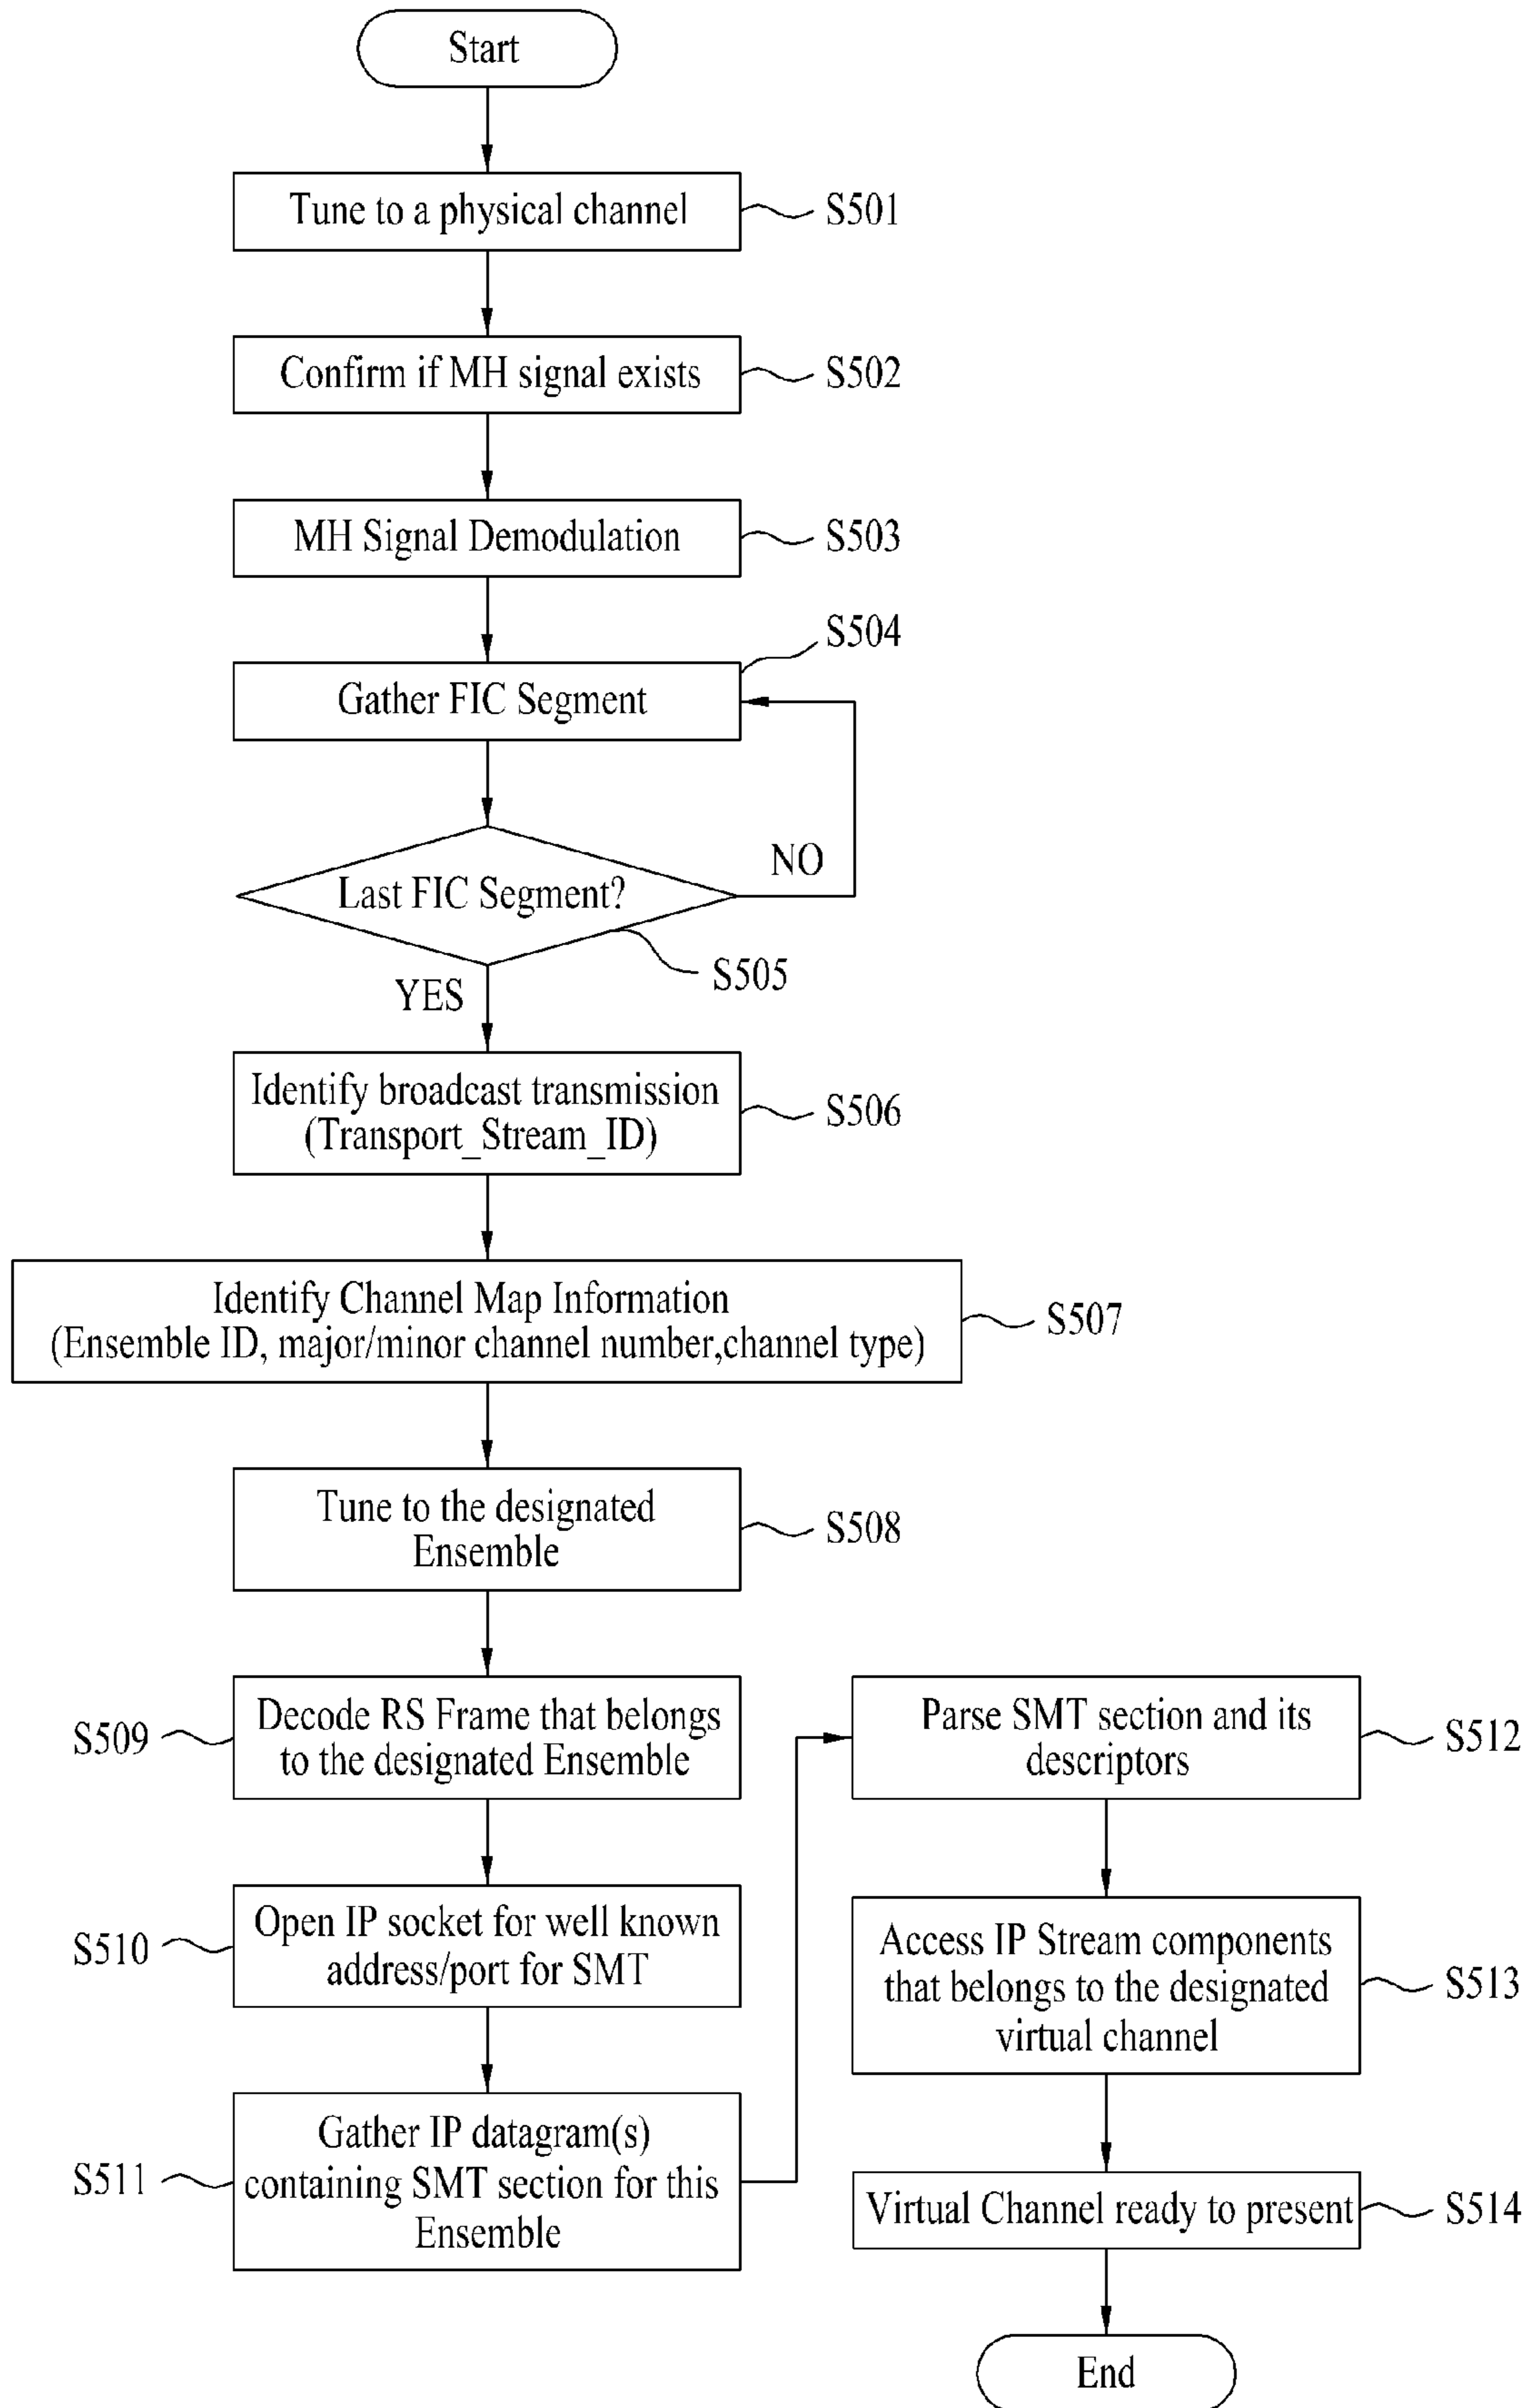 Start
Tune to a physical channel
S501
Confirm if MH signal exists
S502
MH Signal Demodulation
S503
S504
Gather FIC Segment
NO
Last FIC Segment?
S505
YES
Identify broadcast transmission
(Transport_Stream_ID)
S506
Identify Channel Map Information
(Ensemble ID, major/minor channel number,channel type)
S507
Tune to the designated
Ensemble
S508
S509
Decode RS Frame that belongs
to the designated Ensemble
S510
Open IP socket for well known
address/port for SMT
S511
Gather IP datagram(s)
containing SMT section for this
Ensemble
Parse SMT section and its
descriptors
S512
Access IP Stream components
that belongs to the designated
virtual channel
S513
Virtual Channel ready to present
S514
End